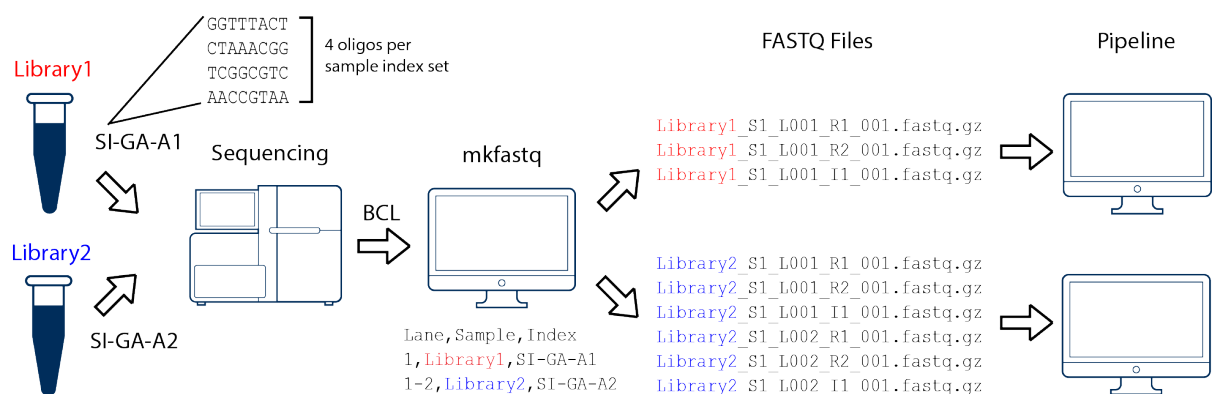 Library1
SI-GA-A1
GGTTTACT
CTAAACGG
TCGGCGTC
AACCGTAA
4 oligos per
sample index set
Library2
SI-GA-A2
Sequencing
BCL
mkfastq
Lane,Sample,Index
1,Library1,SI-GA-A1
1-2,Library2,SI-GA-A2
FASTQ Files
Library1_S1_L001_R1_001.fastq.gz
Library1_S1_L001_R2_001.fastq.gz
Library1_S1_L001_I1_001.fastq.gz
Library2_S1_L001_R1_001.fastq.gz
Library2_S1_L001_R2_001.fastq.gz
Library2_S1_L001_I1_001.fastq.gz
Library2_S1_L002_R1_001.fastq.gz
Library2_S1_L002_R2_001.fastq.gz
Library2_S1_L002_I1_001.fastq.gz
Pipeline